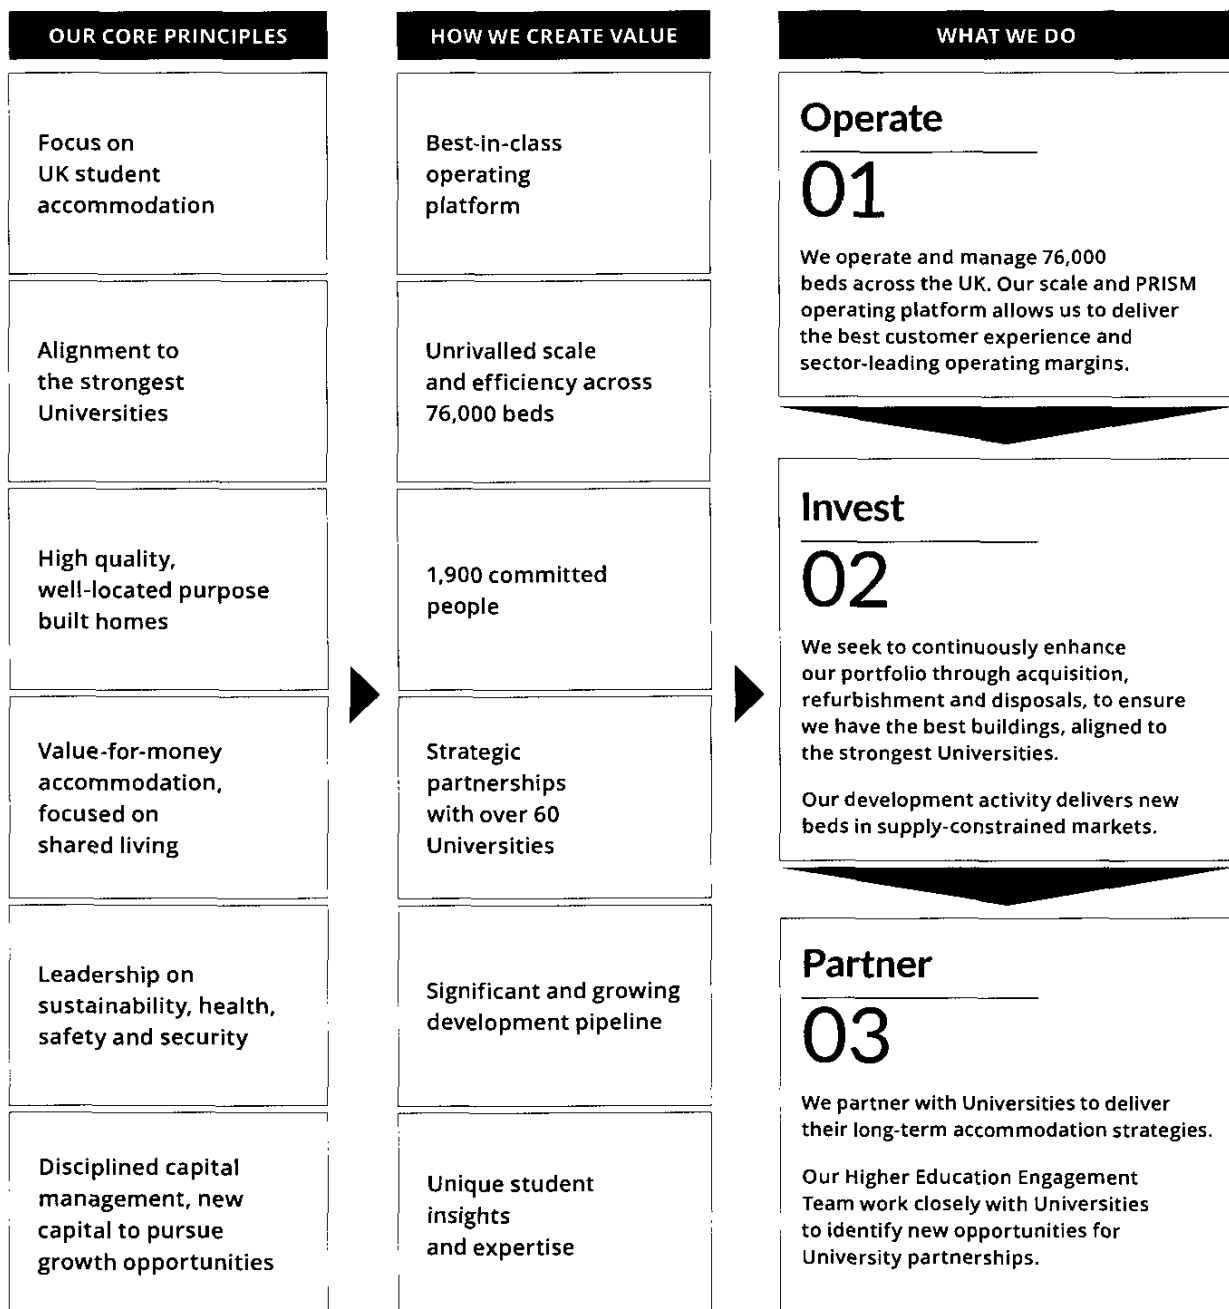 OUR CORE PRINCIPLES
Focus on
UK student
accommodation
Alignment to
the strongest
Universities
High quality,
well-located purpose
built homes
Value-for-money
accommodation,
focused on
shared living
Leadership on
sustainability, health,
safety and security
Disciplined capital
management, new
capital to pursue
growth opportunities
HOW WE CREATE VALUE
Best-in-class
operating
platform
Unrivalled scale
and efficiency across
76,000 beds
1,900 committed
people
Strategic
partnerships
with over 60
Universities
Significant and growing
development pipeline
Unique student
insights
and expertise
WHAT WE DO
Operate
01
We operate and manage 76,000
beds across the UK. Our scale and PRISM
operating platform allows us to deliver
the best customer experience and
sector-leading operating margins.
Invest
02
We seek to continuously enhance
our portfolio through acquisition,
refurbishment and disposals, to ensure
we have the best buildings, aligned to
the strongest Universities.
Our development activity delivers new
beds in supply-constrained markets.
Partner
03
We partner with Universities to deliver
their long-term accommodation strategies.
Our Higher Education Engagement
Team work closely with Universities
to identify new opportunities for
University partnerships.